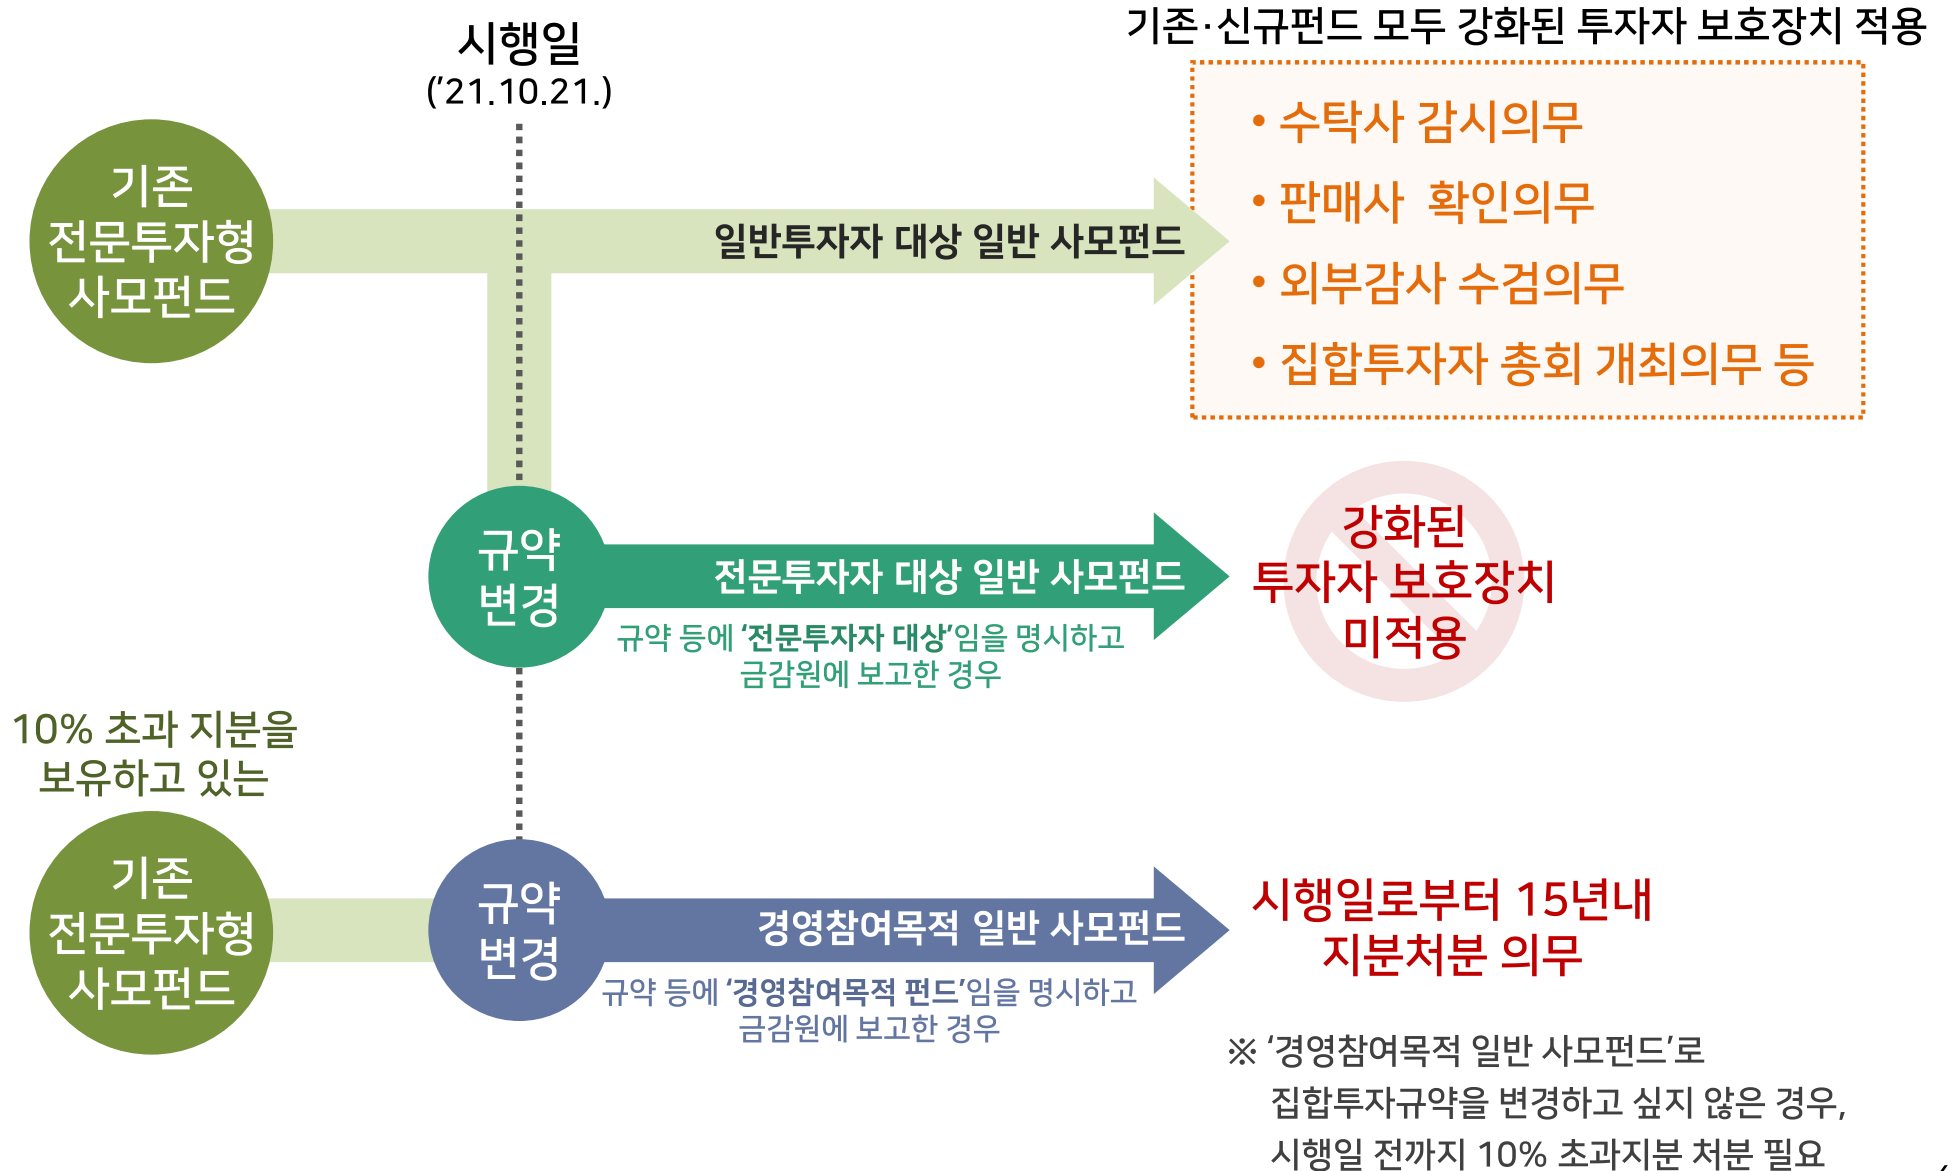 시행일
(’21.10.21.)
기존·신규펀드 모두 강화된 투자자 보호장치 적용
기존
전문투자형
사모펀드
일반투자자 대상 일반 사모펀드
• 수탁사 감시의무
• 판매사 확인의무
• 외부감사 수검의무
• 집합투자자 총회 개최의무 등
규약
변경
전문투자자 대상 일반 사모펀드
규약 등에 ‘전문투자자 대상’임을 명시하고
금감원에 보고한 경우
강화된
투자자 보호장치
미적용
10% 초과 지분을
보유하고 있는
기존
전문투자형
사모펀드
규약
변경
경영참여목적 일반 사모펀드
규약 등에 ‘경영참여목적 펀드’임을 명시하고
금감원에 보고한 경우
시행일로부터 15년내
지분처분 의무
※ ‘경영참여목적 일반 사모펀드’로
집합투자규약을 변경하고 싶지 않은 경우,
시행일 전까지 10% 초과지분 처분 필요